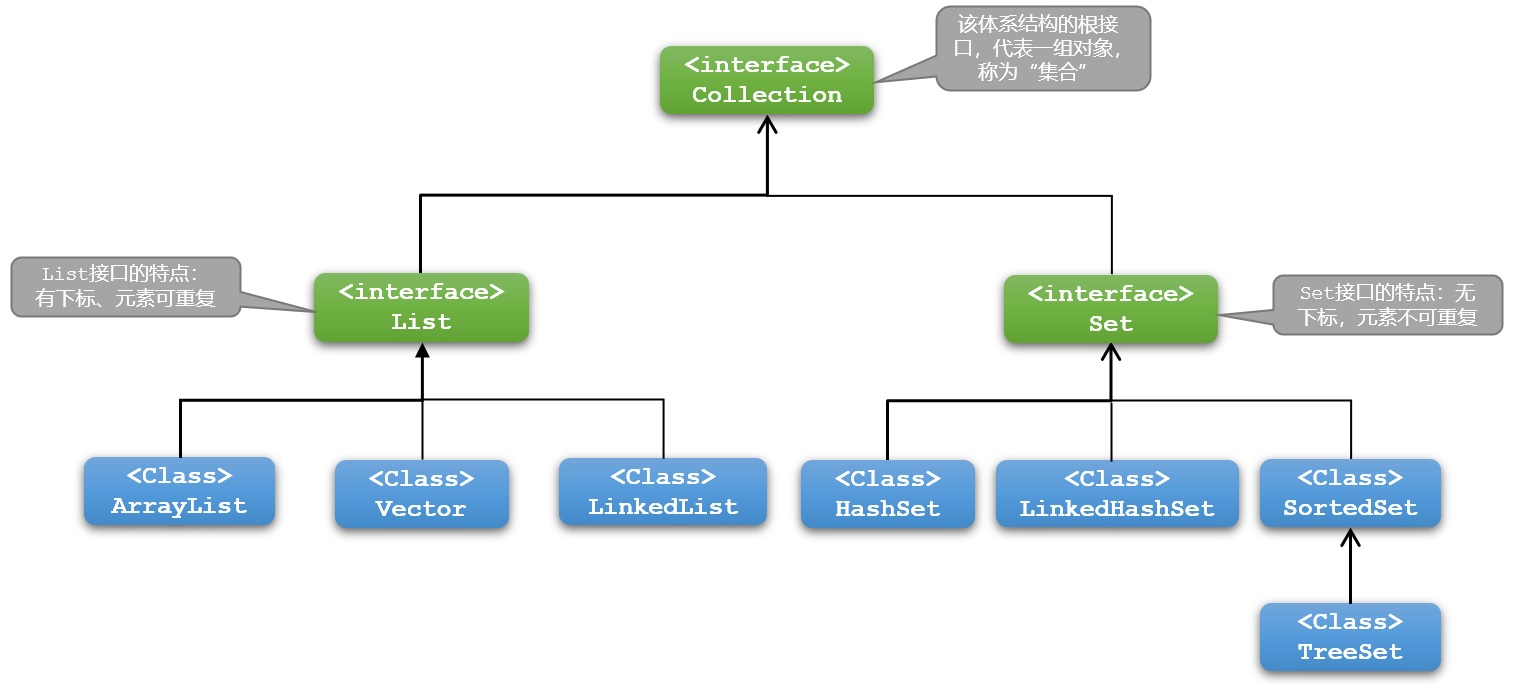 该体系结构的根接
口，代表一组对象，
称为“集合”
<interface>
Collection
List接口的特点：
有下标、元素可重复
<interface>
List
<interface>
Set
Set接口的特点：无
下标，元素不可重复
<Class>
ArrayList
<Class>
Vector
<Class>
LinkedList
<Class>
HashSet
<Class>
LinkedHashSet
<Class>
SortedSet
<Class>
TreeSet